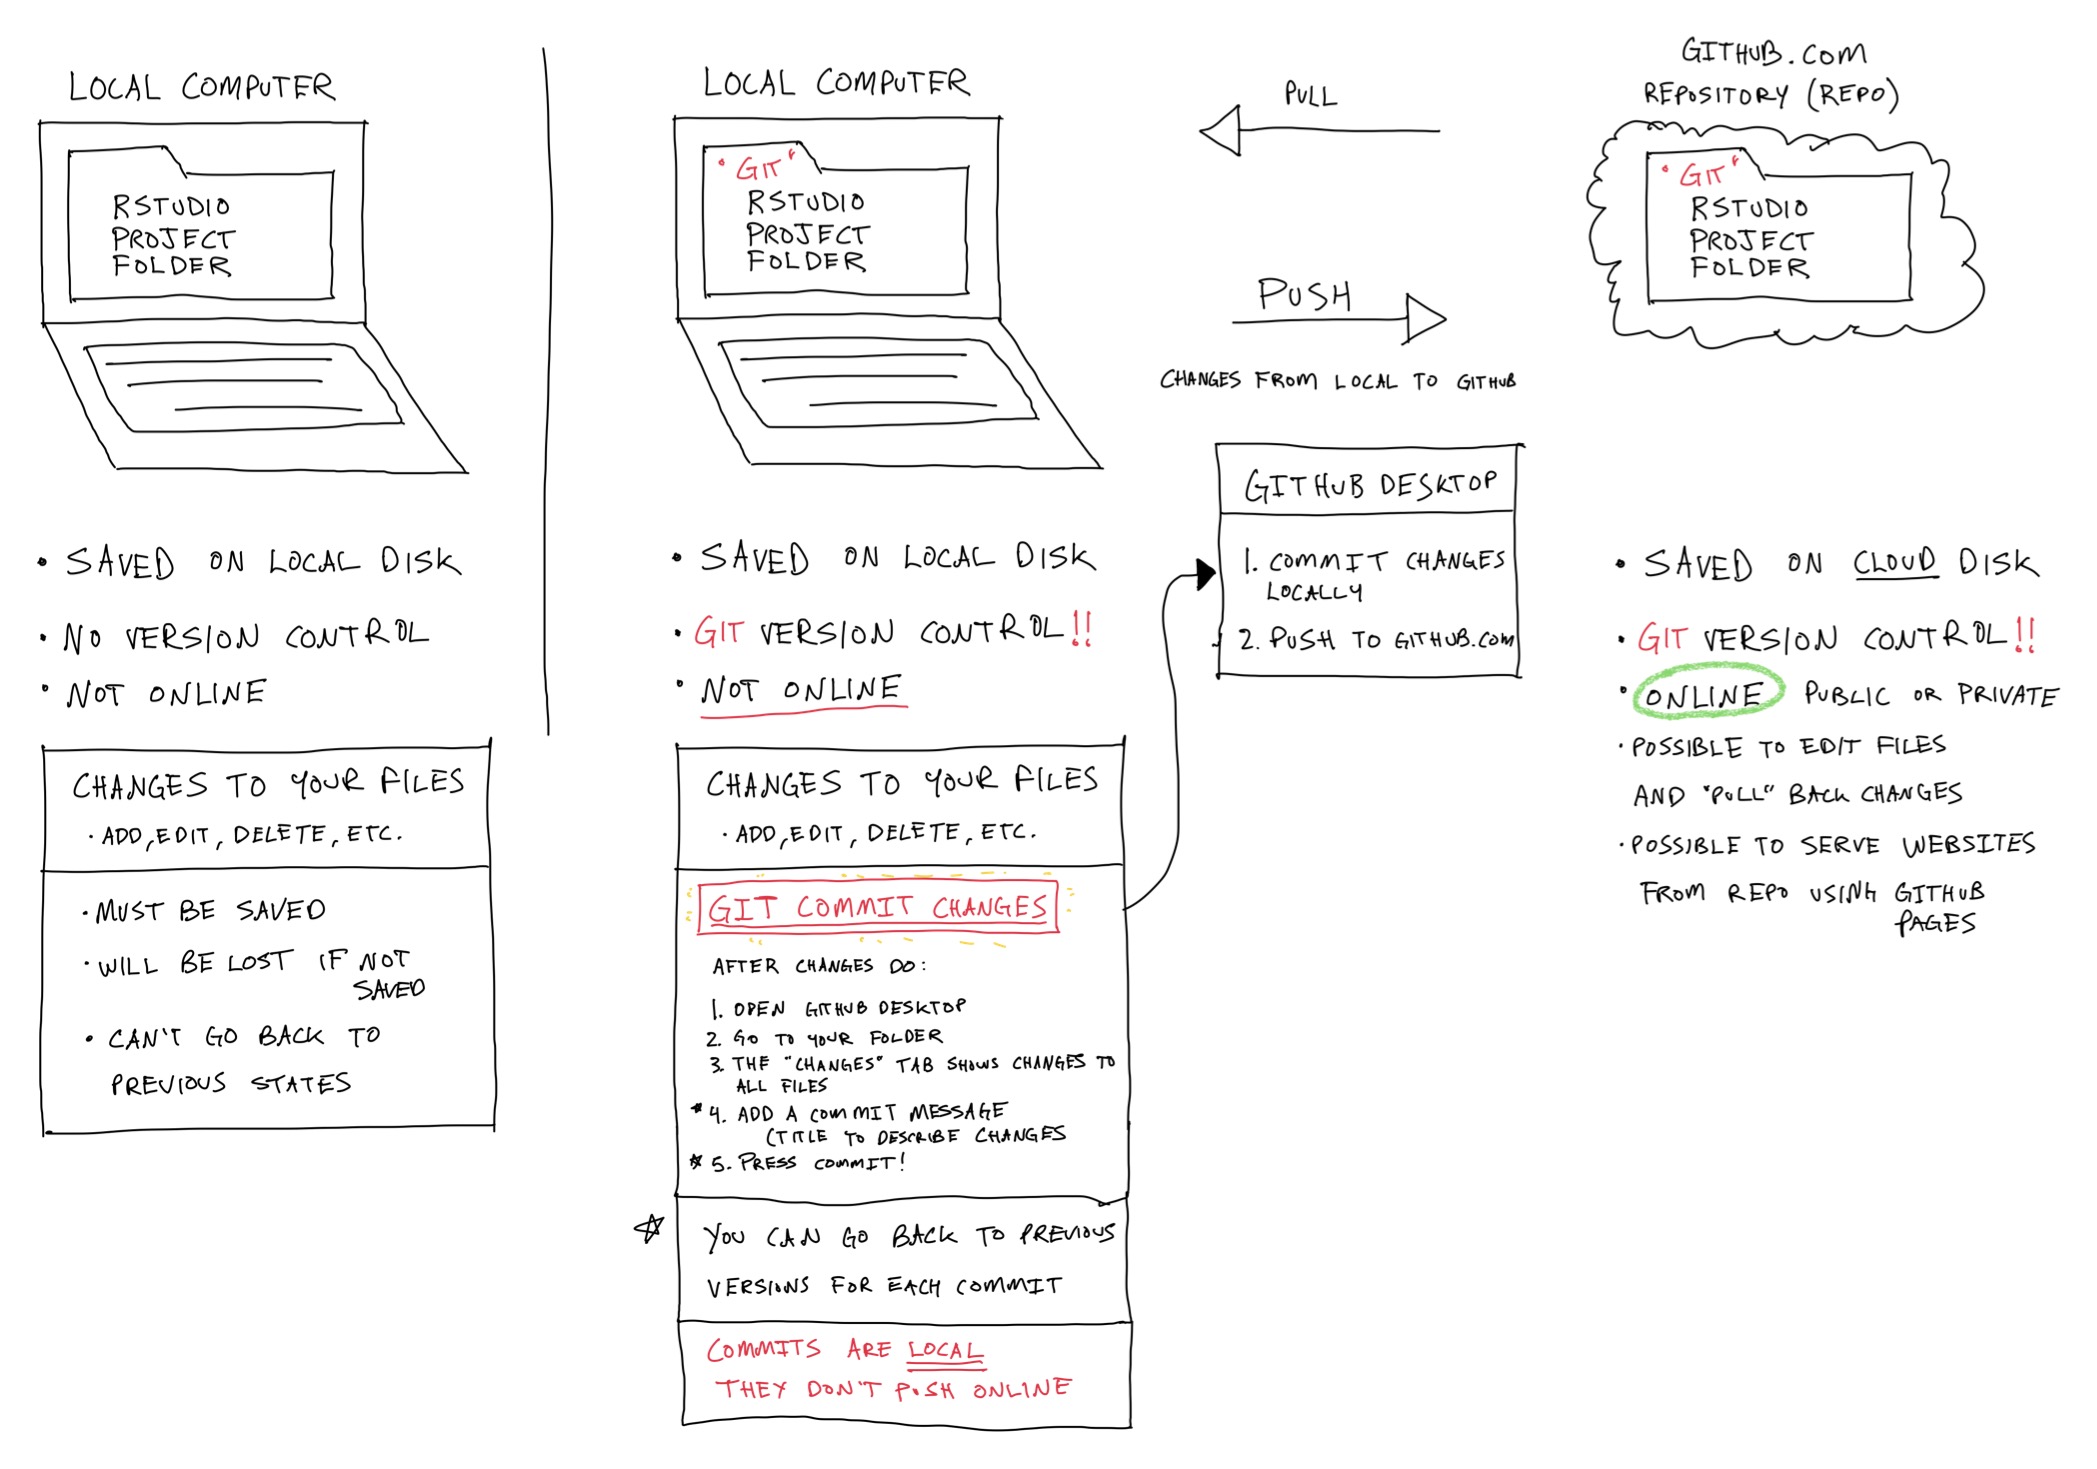 LOCAL COMPUTER
RSTUDIO
PROJECT
FOLDER
• SAVED ON LOCAL DISK
• NO VERSION CONTROL
• NOT ONLINE
CHANGES TO YOUR FILES
• ADD, EDIT, DELETE, ETC.
• MUST BE SAVED
• WILL BE LOST IF NOT
SAVED
• CAN'T GO BACK TO
PREVIOUS STATES
LOCAL COMPUTER
"GIT"
RSTUDIO
PROJECT
FOLDER
• SAVED ON LOCAL DISK
• GIT VERSION CONTROL!!
• NOT ONLINE
CHANGES TO YOUR FILES
• ADD, EDIT, DELETE, ETC.
GIT COMMIT CHANGES
AFTER CHANGES DO:
1. OPEN GITHUB DESKTOP
2. GO TO YOUR FOLDER
3. THE "CHANGES" TAB SHOWS CHANGES TO
ALL FILES
* 4. ADD A COMMIT MESSAGE
(TITLE TO DESCRIBE CHANGES
* 5. PRESS COMMIT!
YOU CAN GO BACK TO PREVIOUS
VERSIONS FOR EACH COMMIT
COMMITS ARE LOCAL
THEY DON'T PUSH ONLINE
PULL
PUSH
CHANGES FROM LOCAL TO GITHUB
GITHUB DESKTOP
1. COMMIT CHANGES
LOCALLY
2. PUSH TO GITHUB.COM
GITHUB.COM
REPOSITORY (REPO)
"GIT"
RSTUDIO
PROJECT
FOLDER
• SAVED ON CLOUD DISK
• GIT VERSION CONTROL!!
• ONLINE PUBLIC OR PRIVATE
• POSSIBLE TO EDIT FILES
AND "PULL" BACK CHANGES
• POSSIBLE TO SERVE WEBSITES
FROM REPO USING GITHUB
PAGES